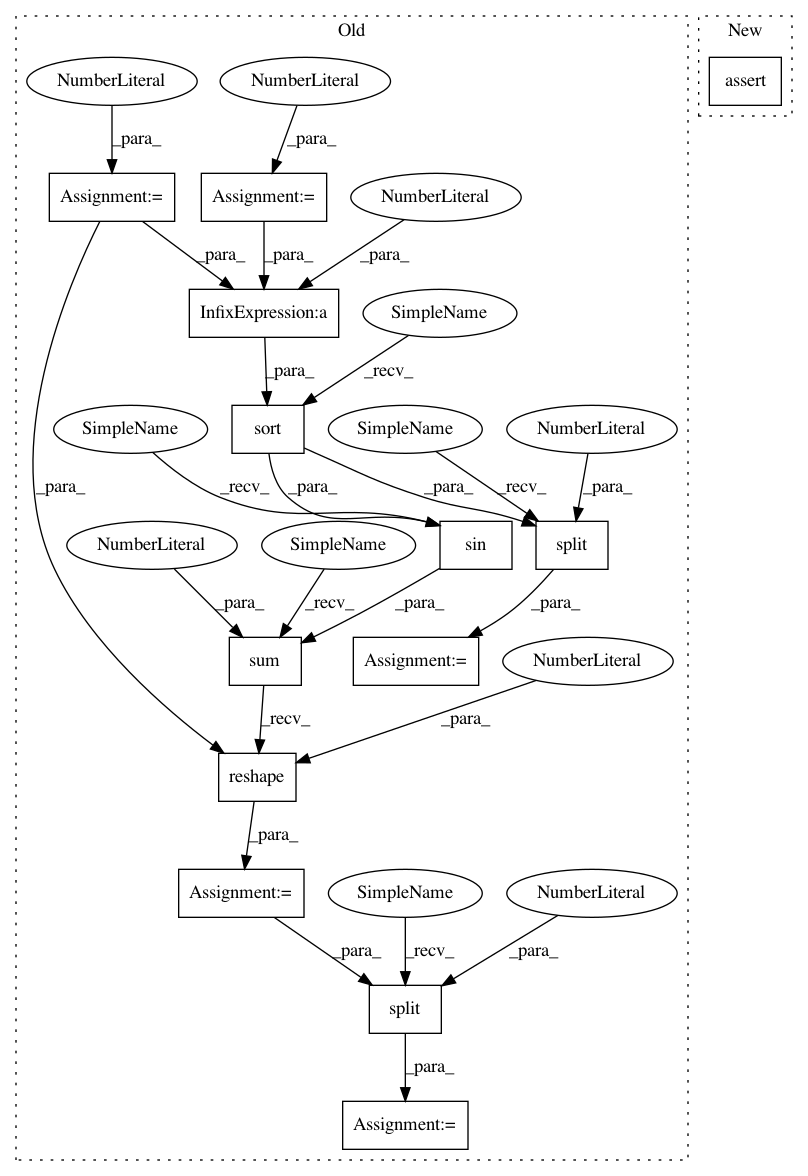 Old New
NumberLiteral NumberLiteral assert
_para_ _para_
Assignment:= Assignment:= NumberLiteral
_para_ _para_ _para_
InfixExpression:a SimpleName
_para_ _recv_
SimpleName sort SimpleName NumberLiteral
_para_ _recv_ _para_ _para_ _recv_ _para_
NumberLiteral SimpleName sin split
_para_ _recv_ _para_ _para_
sum Assignment:= NumberLiteral
_recv_ _para_
reshape
_para_
Assignment:= SimpleName NumberLiteral
_para_ _recv_ _para_
split
_para_
Assignment:=